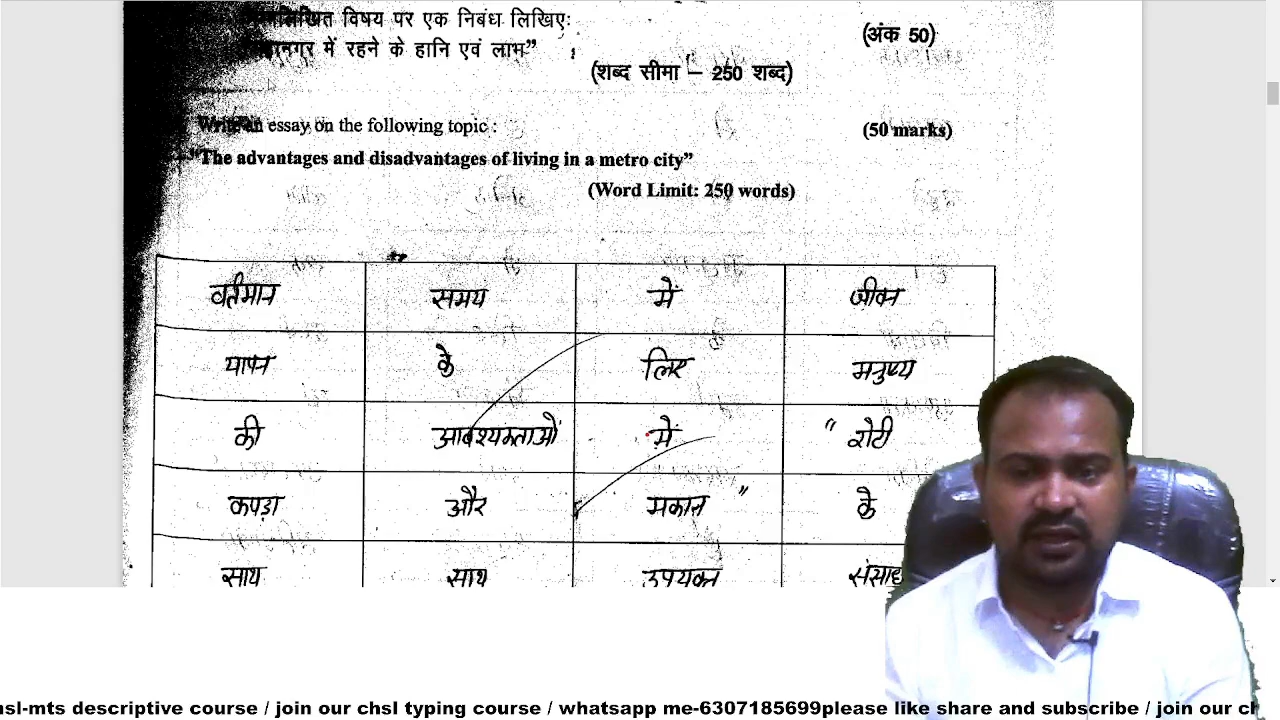 विषय पर एक निबंध लिखिएः
(अंक 50)
में रहने के हानि एवं लाभ”
(शब्द सीमा – 250 शब्द)
Write an essay on the following topic :
(50 marks)
"The advantages and disadvantages of living in a metro city”
(Word Limit: 250 words)
वर्तमान समय में जीवन
यापन के लिए मनुष्य
की आवश्यकताओं में “ रोटी
कपड़ा और मकान ” के
साथ साथ उपयुक्त
descriptive course / join our chsl typing course / whatsapp me-6307185699please like share and subscribe / join our